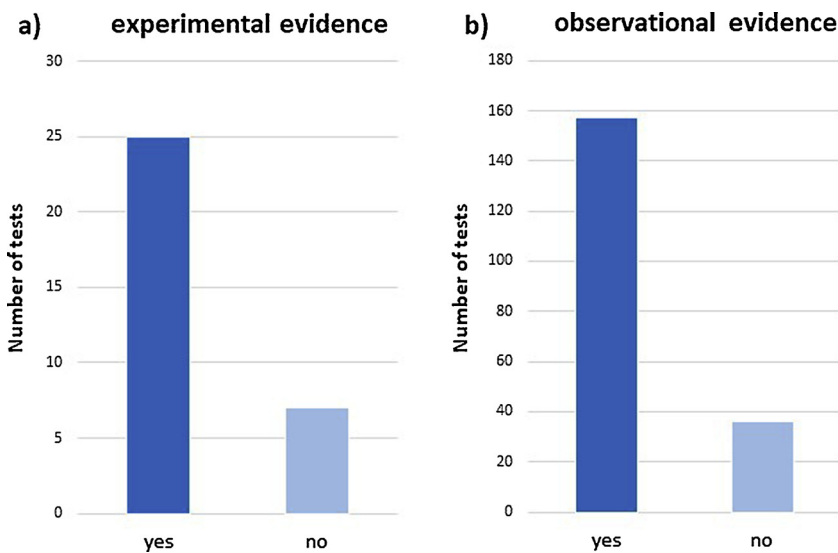 a) experimental evidence
Number of tests
30
25
20
15
10
5
0
yes no
b) observational evidence
Number of tests
180
160
140
120
100
80
60
40
20
0
yes no